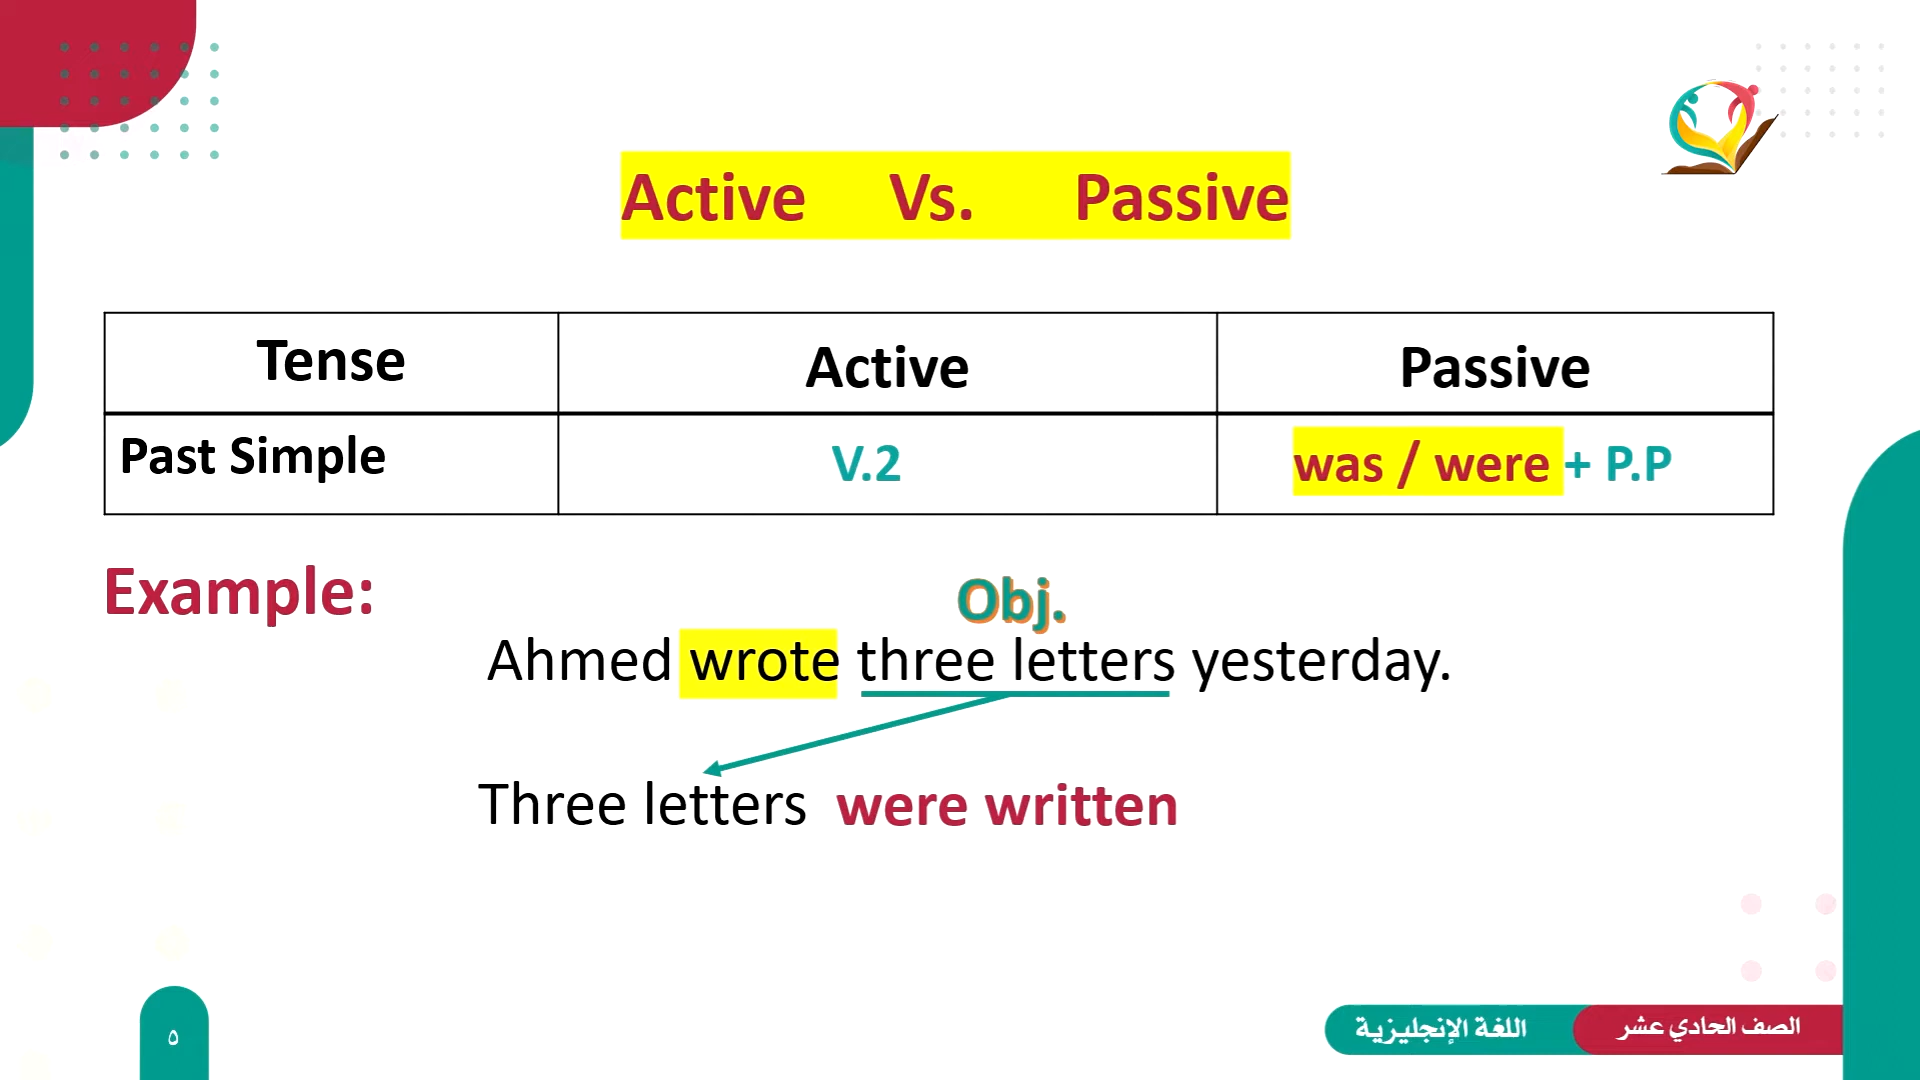 Active Vs. Passive
Tense Active Passive
Past Simple V.2 was / were + P.P
Example:
Obj.
Ahmed wrote three letters yesterday.
Three letters were written
٥
اللغة الإنجليزية
الصف الحادي عشر